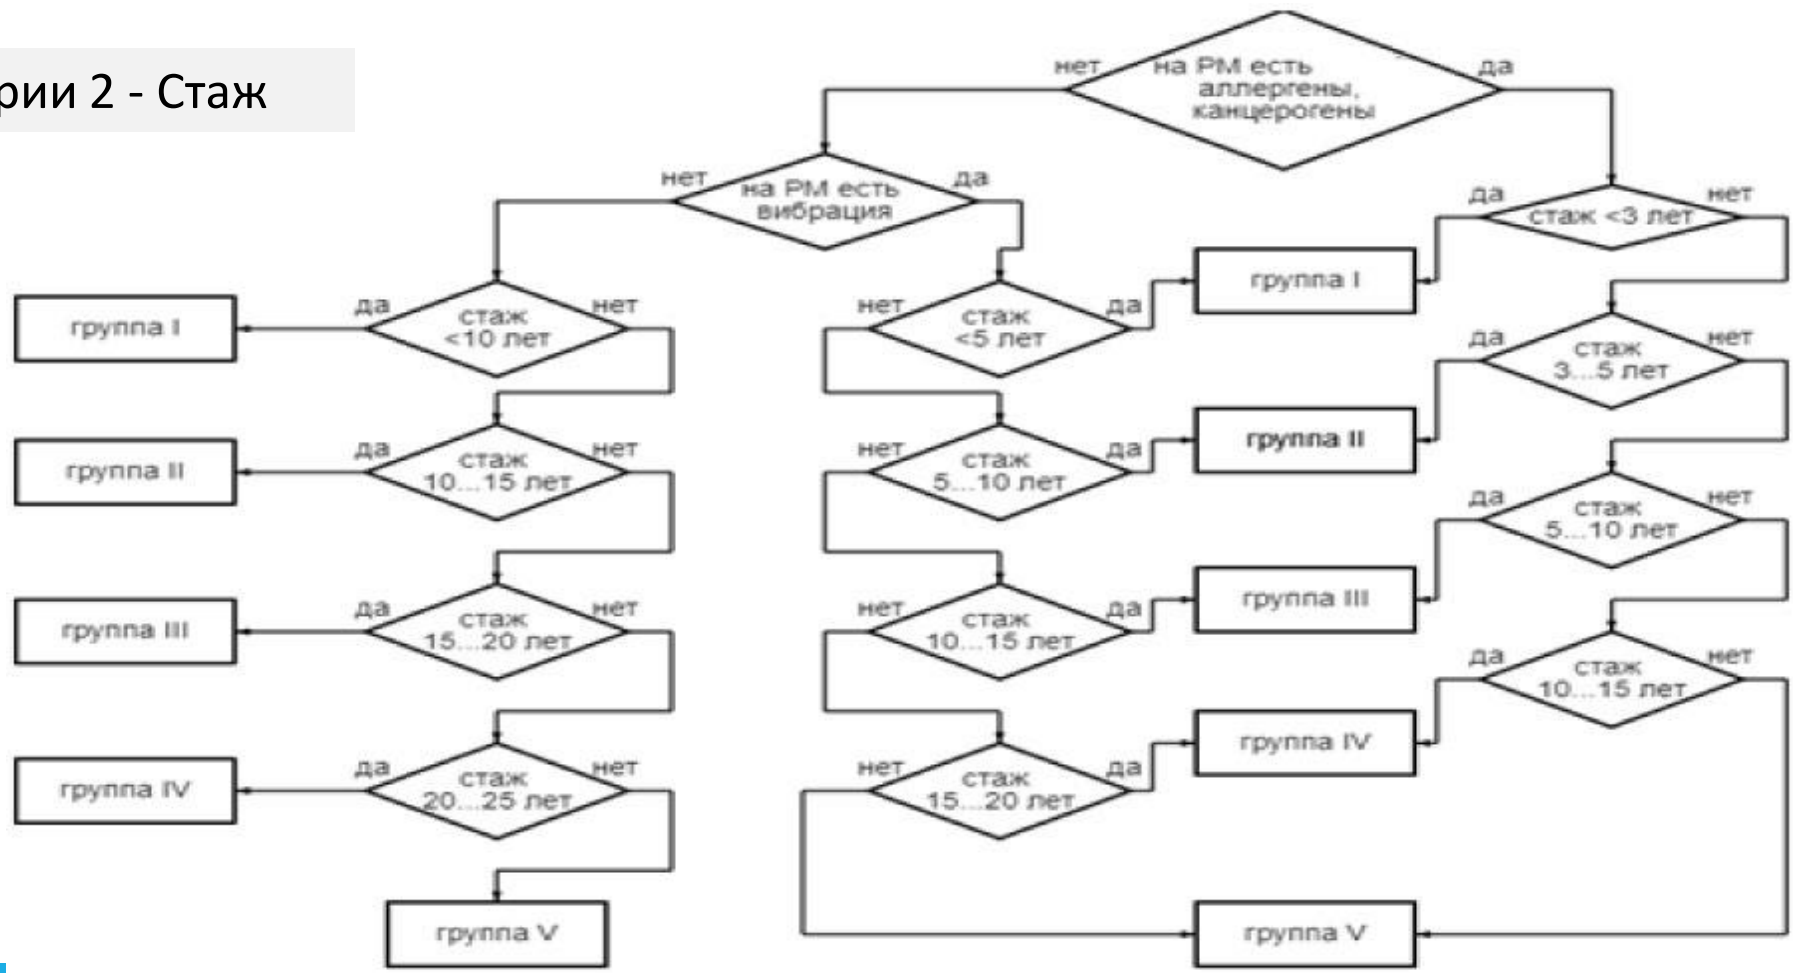 рии 2 - Стаж
на РМ есть
аллергены,
канцерогены
нет
да
на РМ есть
вибрация
нет
да
стаж <3 лет
да
нет
группа I
стаж
<10 лет
да
нет
группа I
стаж
<5 лет
нет
да
стаж
3...5 лет
да
нет
группа II
стаж
10...15 лет
да
нет
группа II
стаж
5...10 лет
нет
да
стаж
5...10 лет
да
нет
группа III
стаж
15...20 лет
да
нет
группа III
стаж
10...15 лет
нет
да
стаж
10...15 лет
да
нет
группа IV
стаж
20...25 лет
да
нет
группа IV
стаж
15...20 лет
нет
да
группа V
группа V